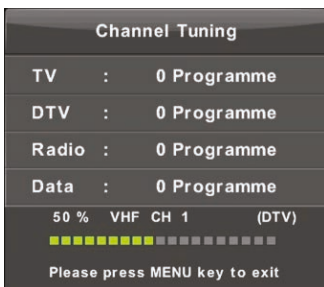 Channel Tuning
TV : 0 Programme
DTV : 0 Programme
Radio : 0 Programme
Data : 0 Programme
50 % VHF CH 1 (DTV)
Please press MENU key to exit